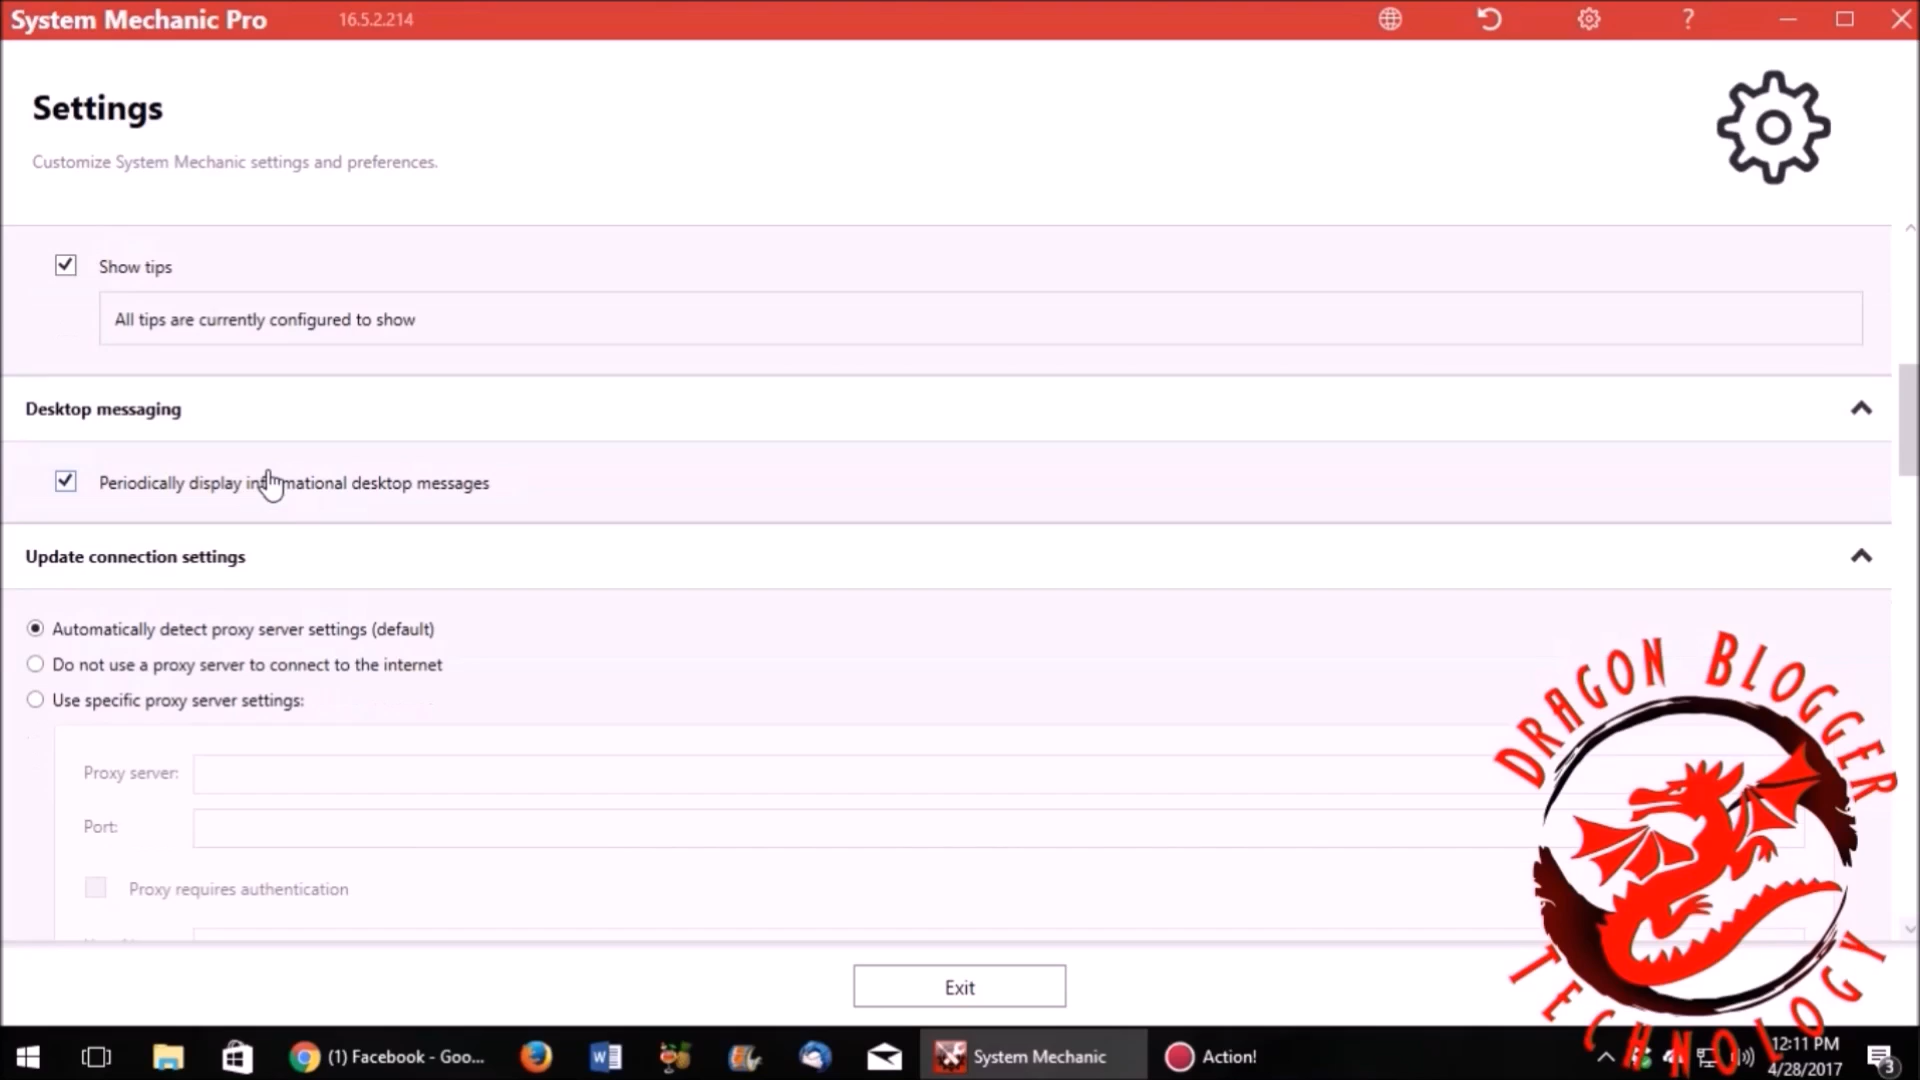 System Mechanic Pro 16.5.2.214
Settings
Customize System Mechanic settings and preferences.
Show tips
All tips are currently configured to show
Desktop messaging
Periodically display informational desktop messages
Update connection settings
Automatically detect proxy server settings (default)
Do not use a proxy server to connect to the internet
Use specific proxy server settings:
Proxy server:
Port:
Proxy requires authentication
Exit
DRAGON BLOGGER
TECHNOLOGY
(1) Facebook - Goo...
System Mechanic
Action!
12:11 PM
4/28/2017
3